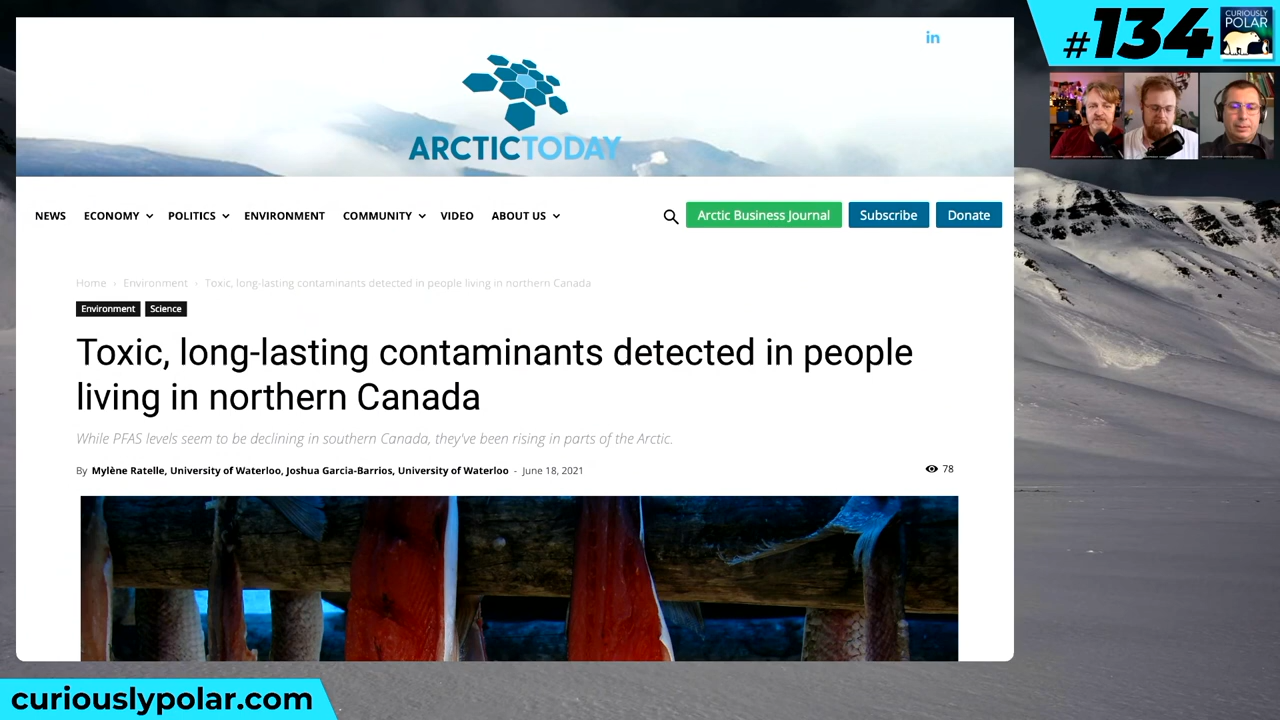 in
ARCTICTODAY
NEWS ECONOMY POLITICS ENVIRONMENT COMMUNITY VIDEO ABOUT US Arctic Business Journal Subscribe Donate
Home › Environment › Toxic, long-lasting contaminants detected in people living in northern Canada
Environment Science
Toxic, long-lasting contaminants detected in people
living in northern Canada
While PFAS levels seem to be declining in southern Canada, they've been rising in parts of the Arctic.
By Mylène Ratelle, University of Waterloo, Joshua Garcia-Barrios, University of Waterloo - June 18, 2021 78
#134
CURIOUSLY
POLAR
curiouslypolar.com